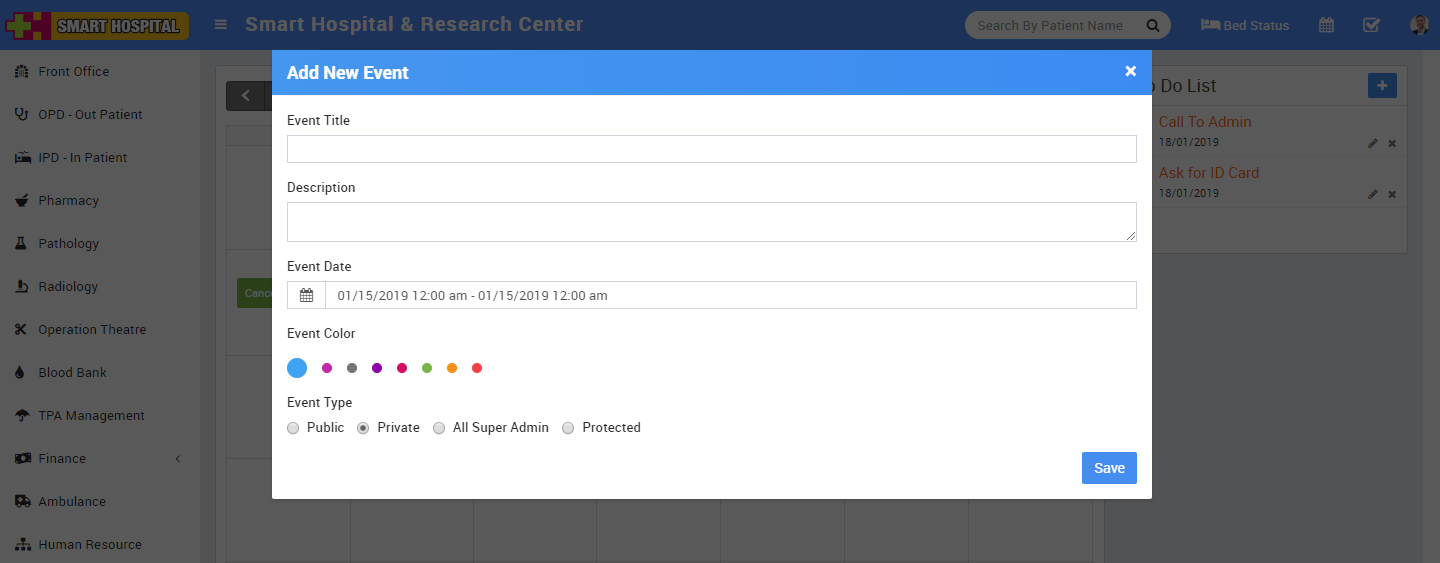 SMART HOSPITAL
Smart Hospital & Research Center
Search By Patient Name
Bed Status
Front Office
OPD - Out Patient
IPD - In Patient
Pharmacy
Pathology
Radiology
Operation Theatre
Blood Bank
TPA Management
Finance
Ambulance
Human Resource
Add New Event
×
Event Title
Description
Event Date
01/15/2019 12:00 am - 01/15/2019 12:00 am
Event Color
Event Type
Public Private All Super Admin Protected
Save
Do List
Call To Admin
18/01/2019
Ask for ID Card
18/01/2019